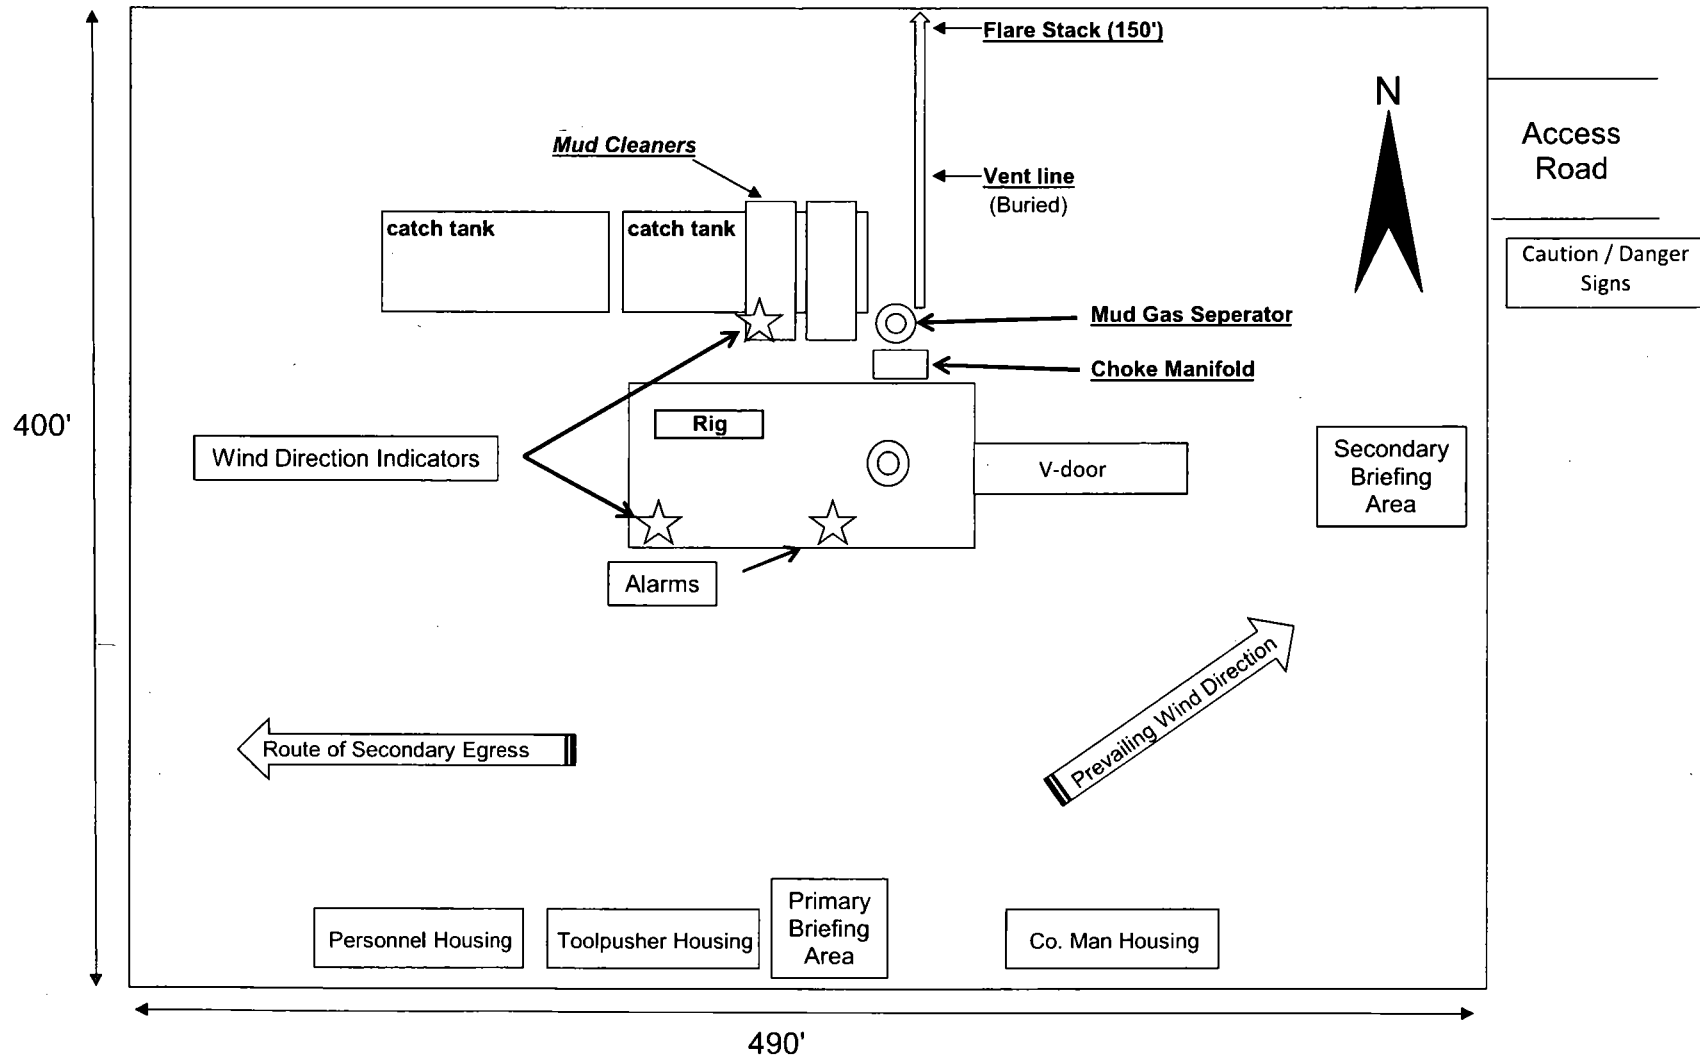 Flare Stack (150')
N
Access
Road
Mud Cleaners
Vent line
(Buried)
catch tank
catch tank
Caution / Danger
Signs
Mud Gas Seperator
Choke Manifold
400'
Rig
Wind Direction Indicators
V-door
Secondary
Briefing
Area
Alarms
Prevailing Wind Direction
Route of Secondary Egress
Primary
Briefing
Area
Personnel Housing
Toolpusher Housing
Co. Man Housing
490'